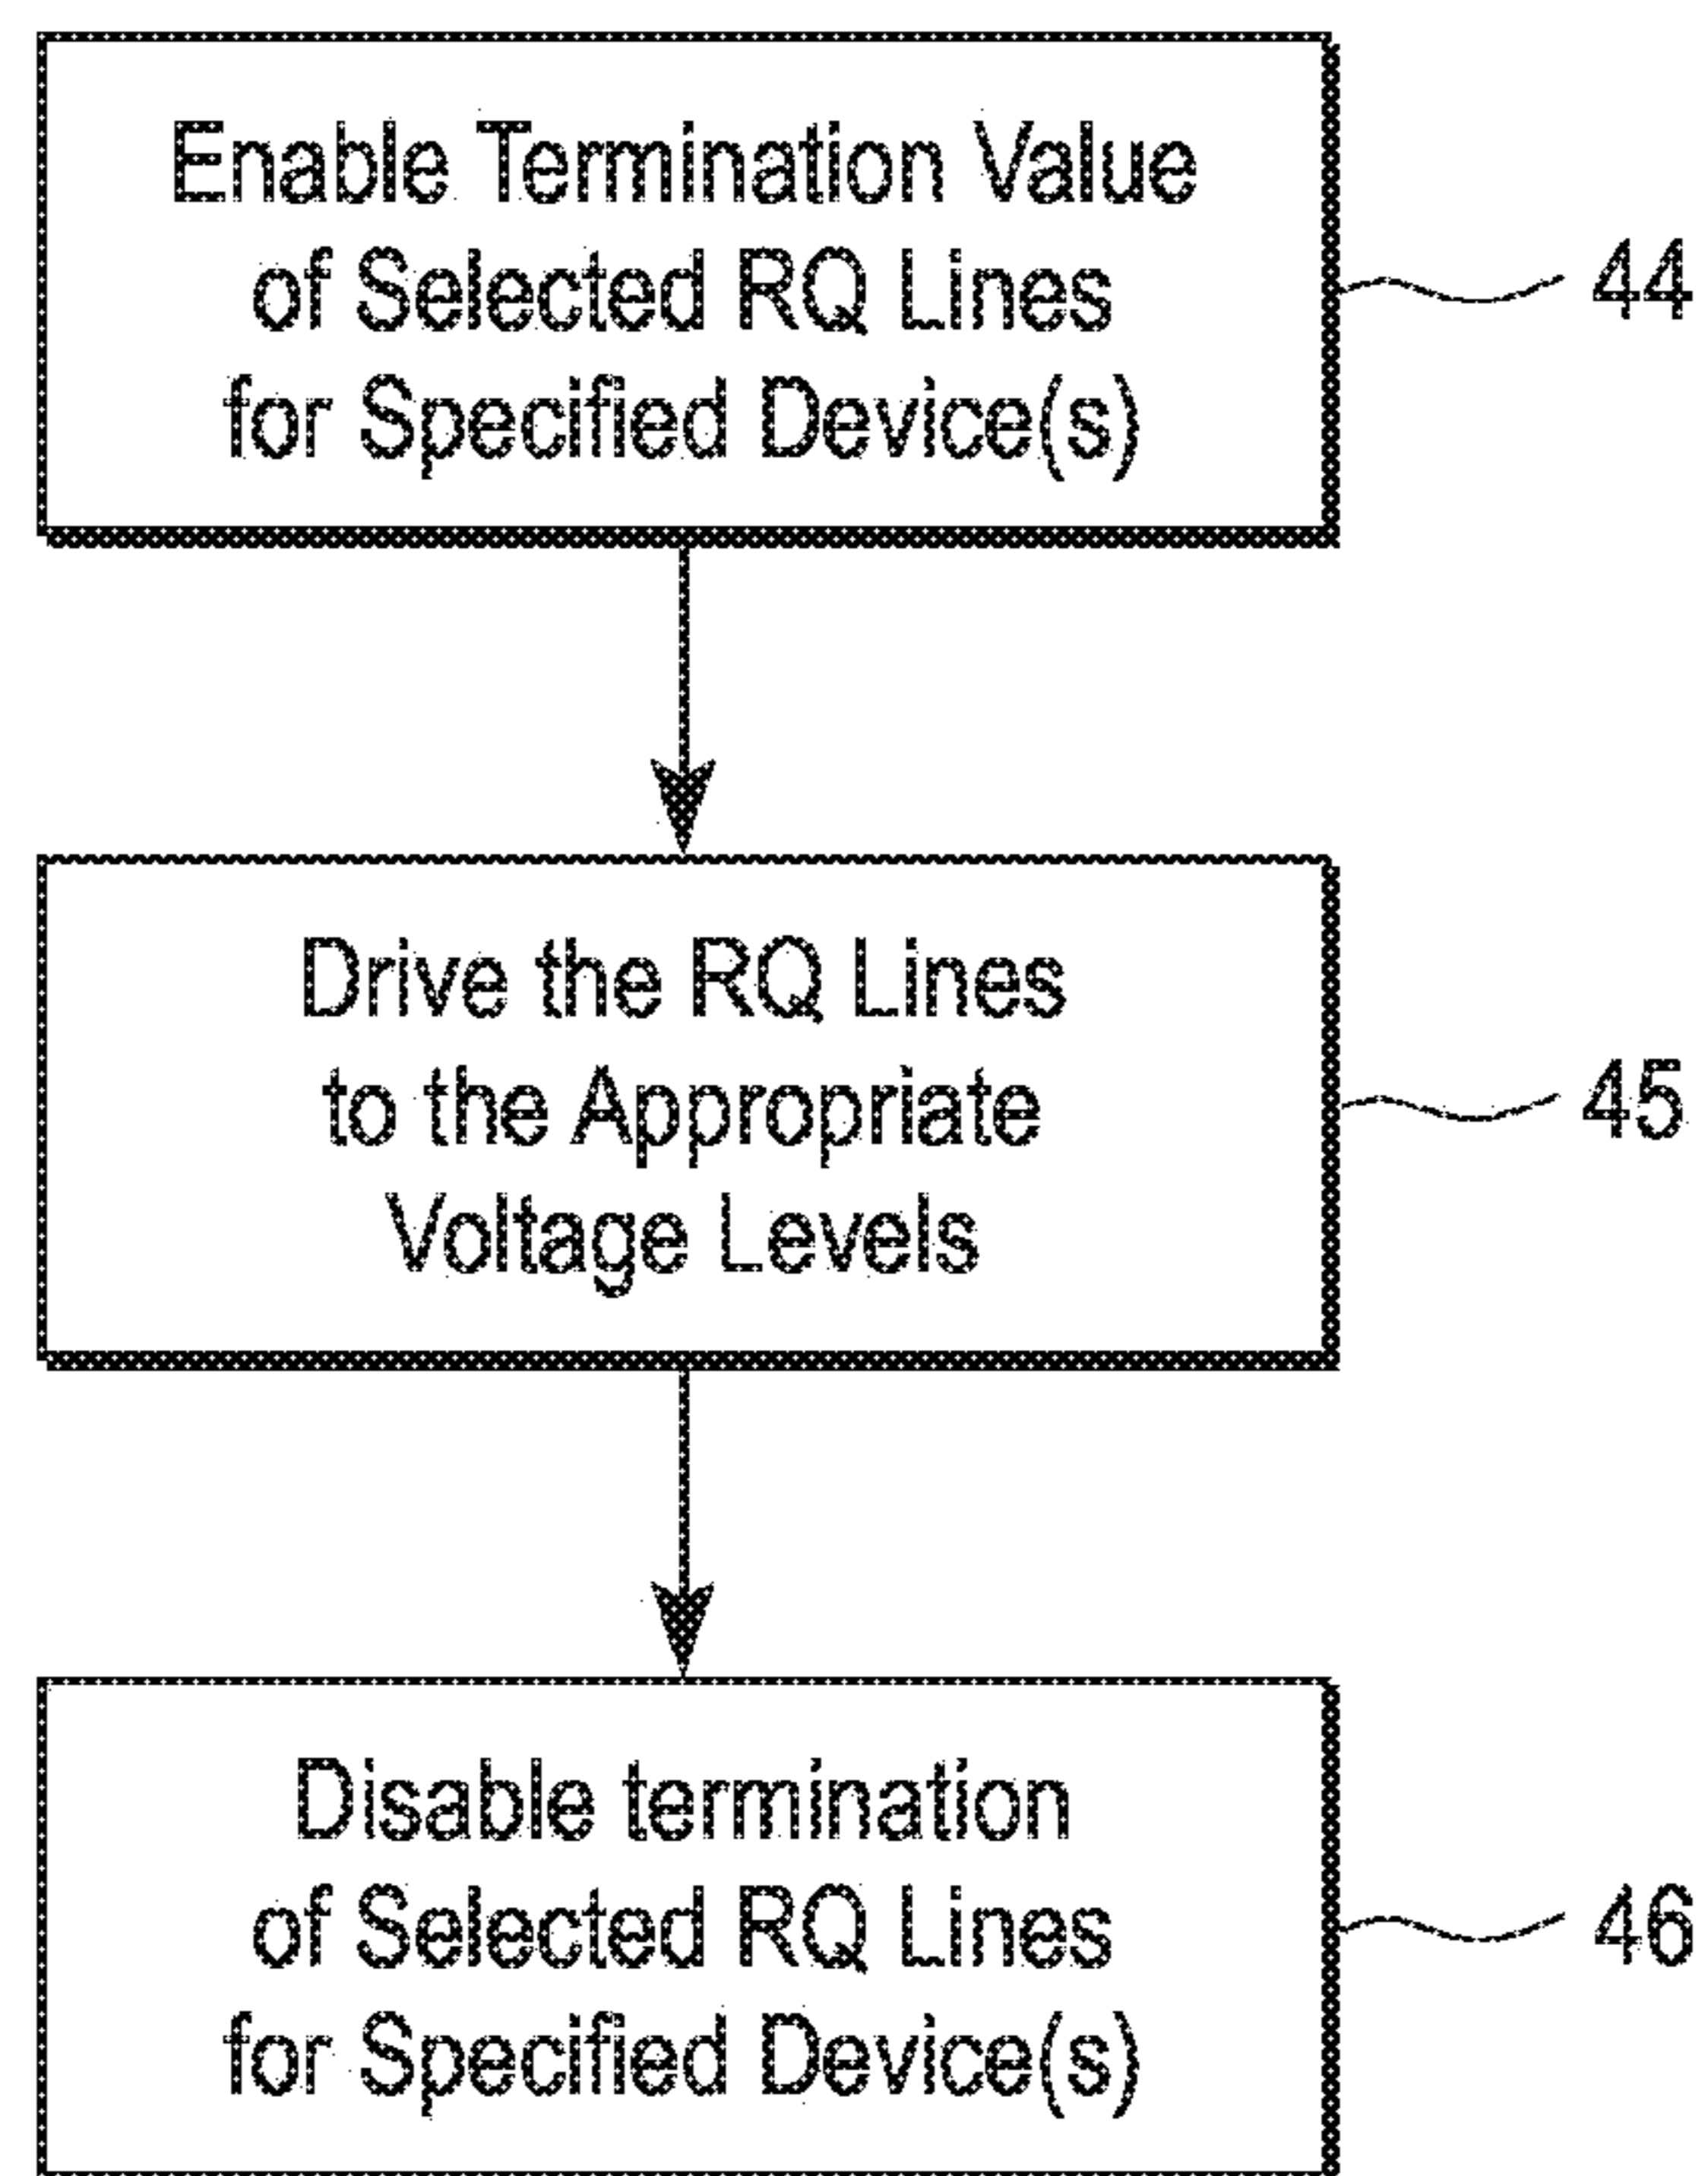 Enable Termination Value
of Selected RQ Lines
for Specified Device(s)
44
Drive the RQ Lines
to the Appropriate
Voltage Levels
45
Disable termination
of Selected RQ Lines
for Specified Device(s)
46